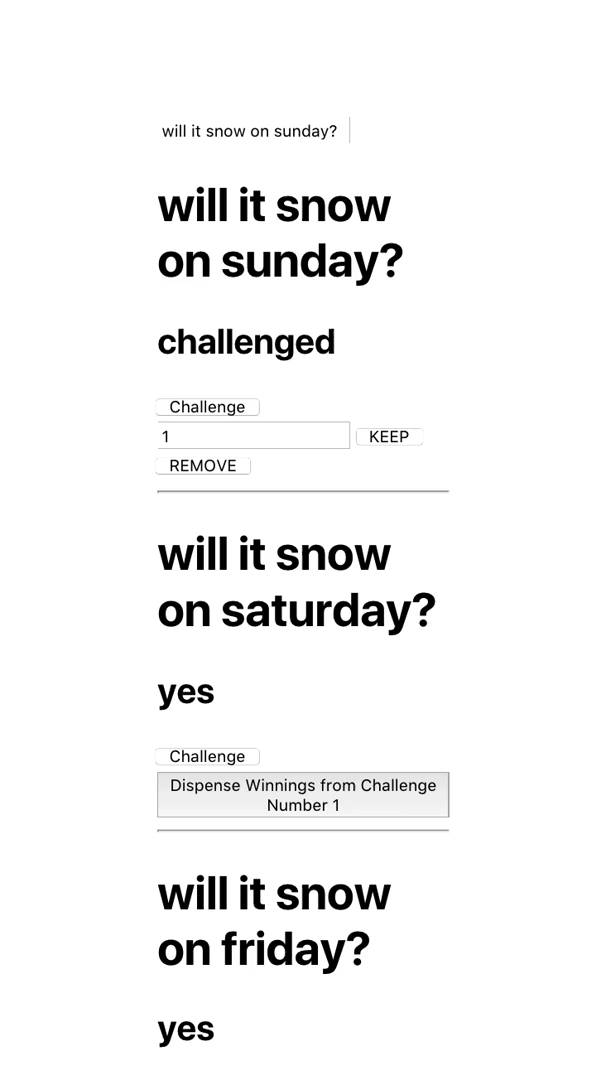 will it snow on sunday?
will it snow
on sunday?
challenged
Challenge
1 KEEP
REMOVE
will it snow
on saturday?
yes
Challenge
Dispense Winnings from Challenge
Number 1
will it snow
on friday?
yes